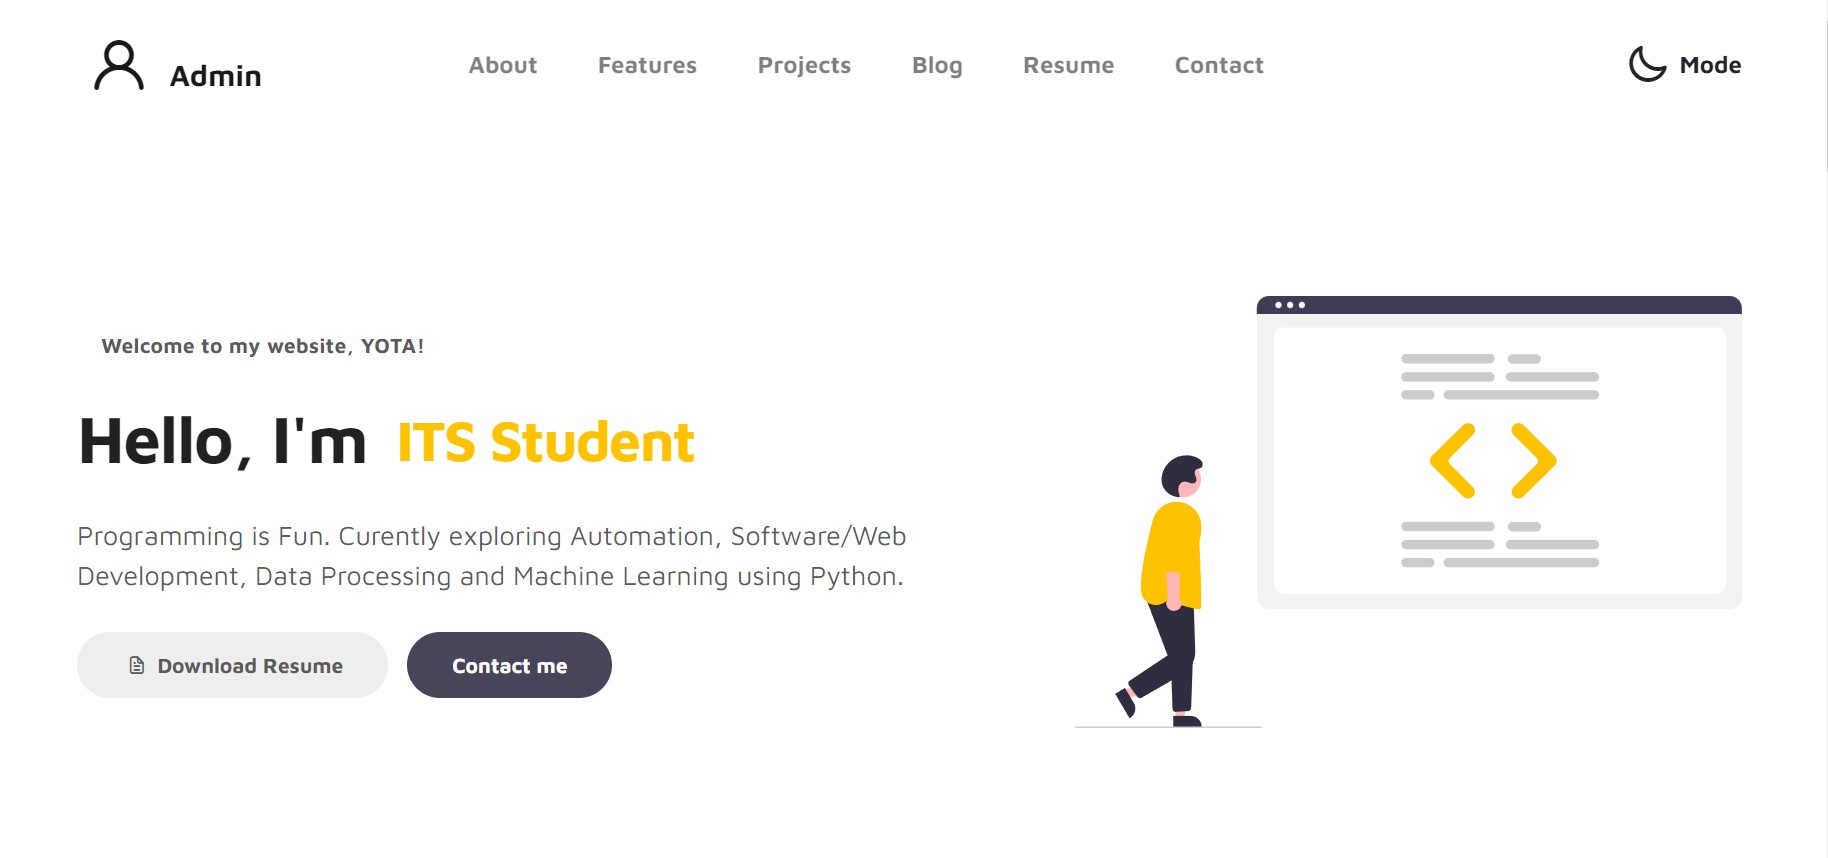 Admin
About
Features
Projects
Blog
Resume
Contact
Mode
Welcome to my website, YOTA!
Hello, I'm ITS Student
Programming is Fun. Curently exploring Automation, Software/Web
Development, Data Processing and Machine Learning using Python.
Download Resume
Contact me